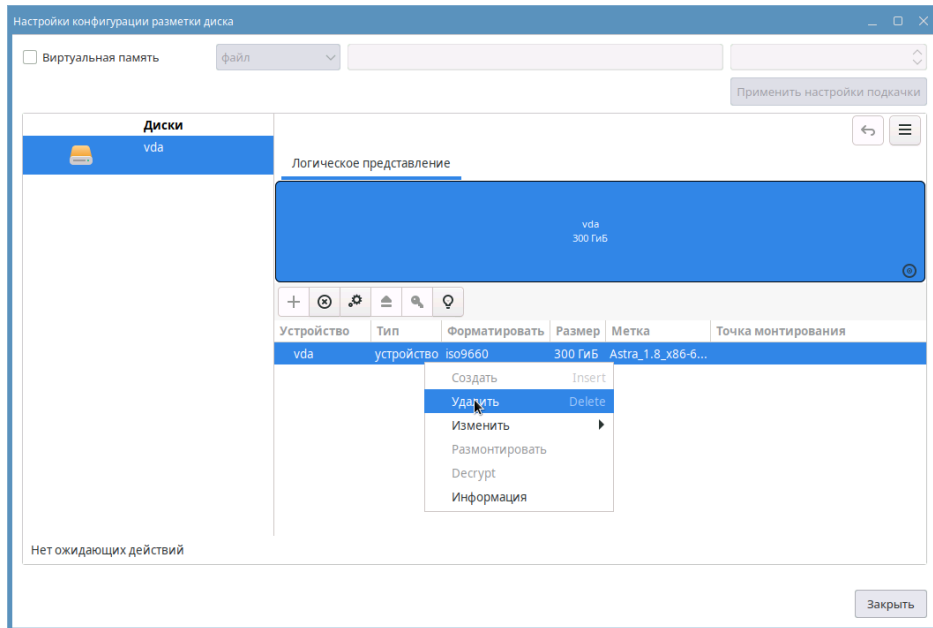 Настройки конфигурации разметки диска
Виртуальная память
файл
Применить настройки подкачки
Диски
vda
Логическое представление
vda
300 ГиБ
Устройство Тип Форматировать Размер Метка Точка монтирования
vda устройство iso9660 300 ГиБ Astra_1.8_x86-6...
Создать Insert
Удалить Delete
Изменить
Размонтировать
Decrypt
Информация
Нет ожидающих действий
Закрыть